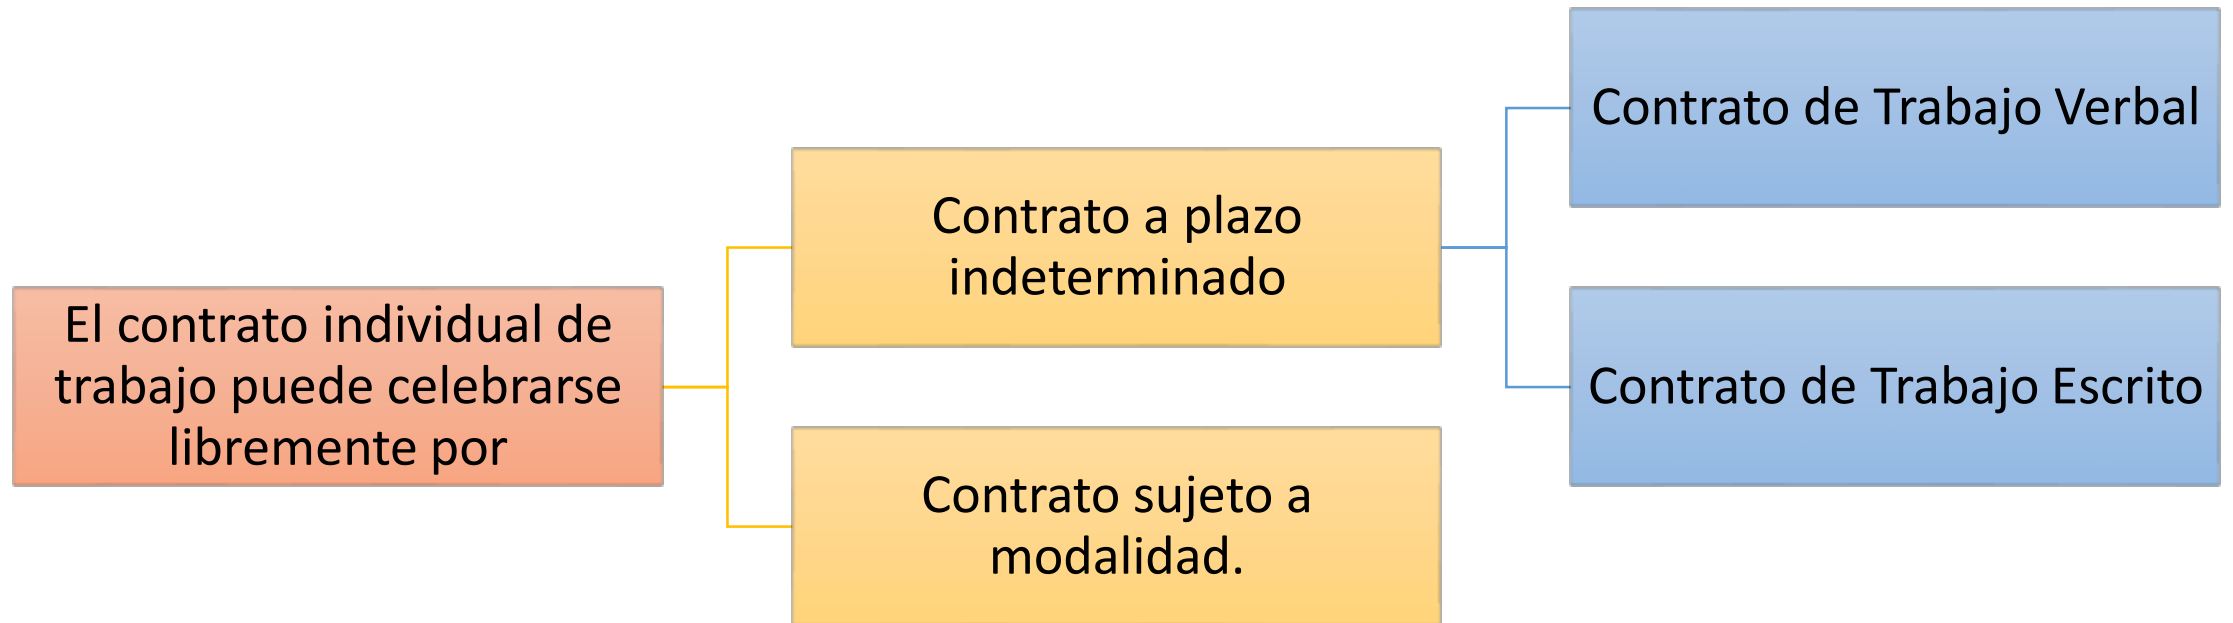 El contrato individual de
trabajo puede celebrarse
libremente por
Contrato a plazo
indeterminado
Contrato sujeto a
modalidad.
Contrato de Trabajo Verbal
Contrato de Trabajo Escrito